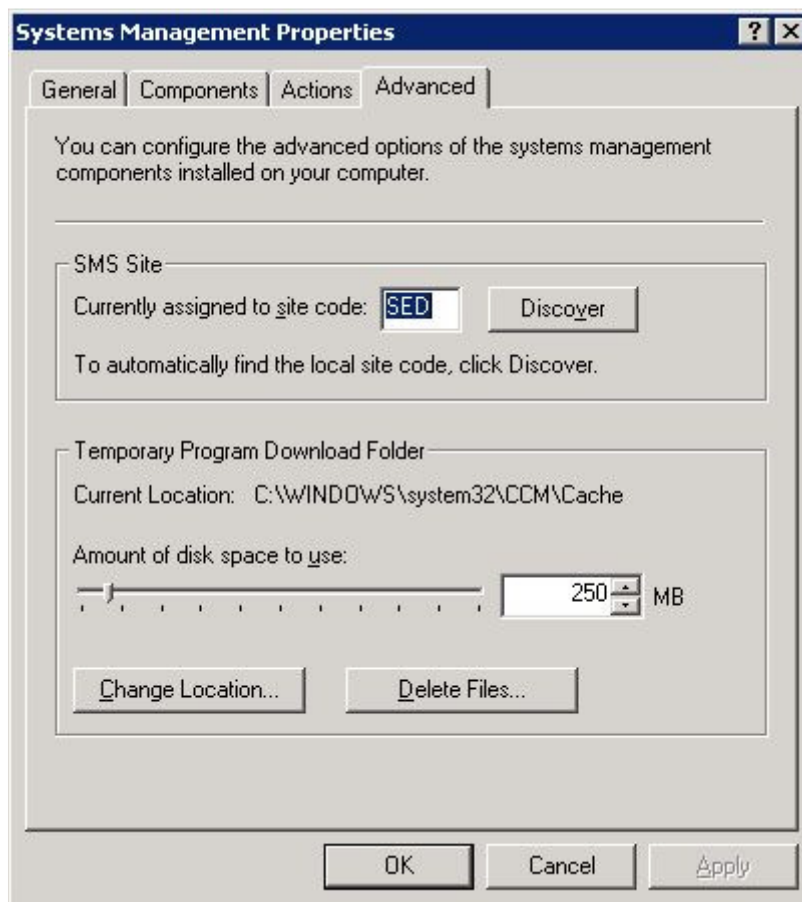 Systems Management Properties
General Components Actions Advanced
You can configure the advanced options of the systems management
components installed on your computer.
SMS Site
Currently assigned to site code: SED Discover
To automatically find the local site code, click Discover.
Temporary Program Download Folder
Current Location: C:\WINDOWS\system32\CCM\Cache
Amount of disk space to use:
250 MB
Change Location... Delete Files...
OK Cancel Apply